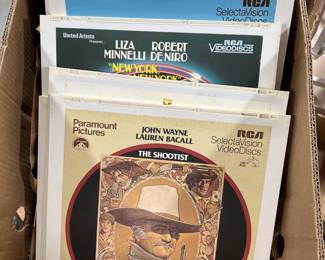 RCA
SelectaVision
VideoDiscs
United Artists
Presents
LIZA ROBERT
MINNELLI DE NIRO
NEW YORK
RCA
VIDEODISCS
Paramount
Pictures
JOHN WAYNE
LAUREN BACALL
THE SHOOTIST
RCA
SelectaVision
VideoDiscs